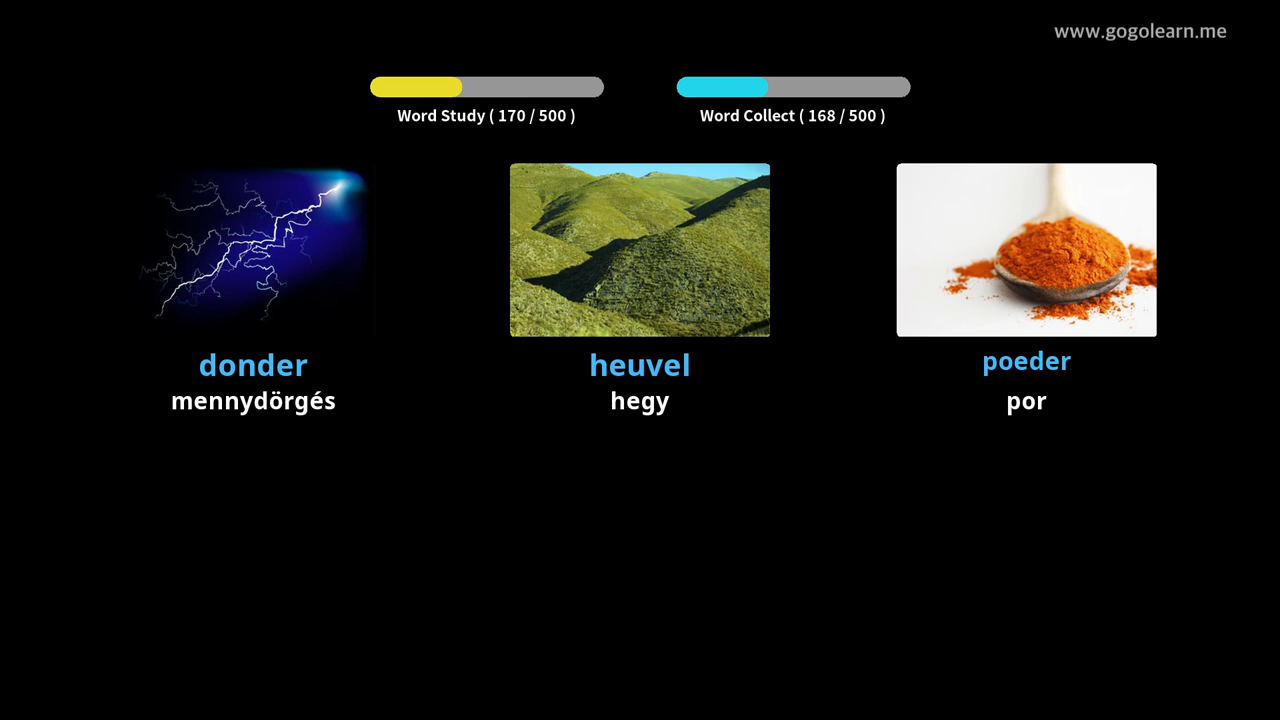 www.gogolearn.me
Word Study ( 170 / 500 )
Word Collect ( 168 / 500 )
donder
mennydörgés
heuvel
hegy
poeder
por